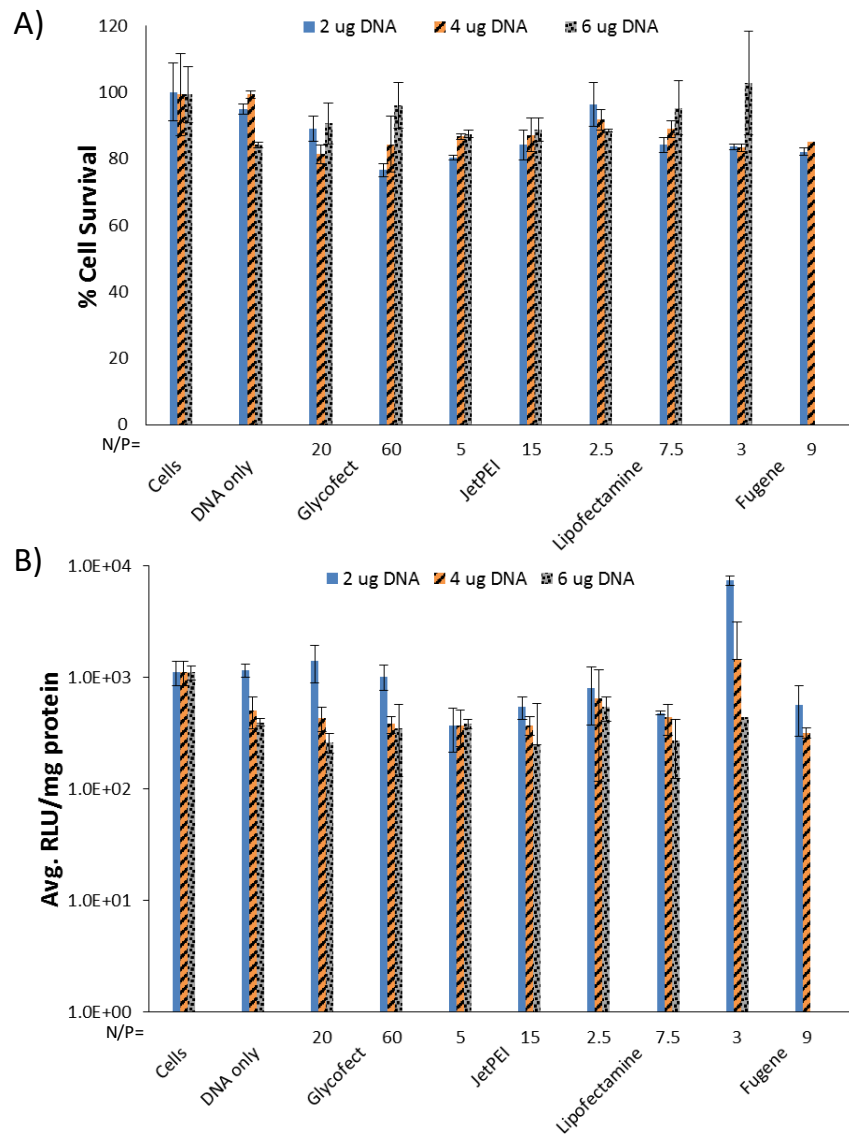 A)
2 ug DNA 4 ug DNA 6 ug DNA
120
100
80
60
40
20
0
% Cell Survival
N/P= 20 60 5 15 2.5 7.5 3 9
Cells DNA only Glycofect JetPEI Lipofectamine Fugene
B)
2 ug DNA 4 ug DNA 6 ug DNA
1.0E+04
1.0E+03
1.0E+02
1.0E+01
1.0E+00
Avg. RLU/mg protein
N/P= 20 60 5 15 2.5 7.5 3 9
Cells DNA only Glycofect JetPEI Lipofectamine Fugene